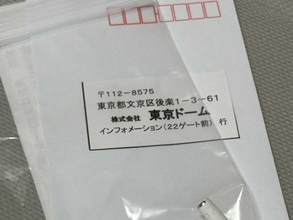 〒112-8575
東京都文京区後楽1-3-61
株式会社 東京ドーム
インフォメーション(22ゲート前) 行